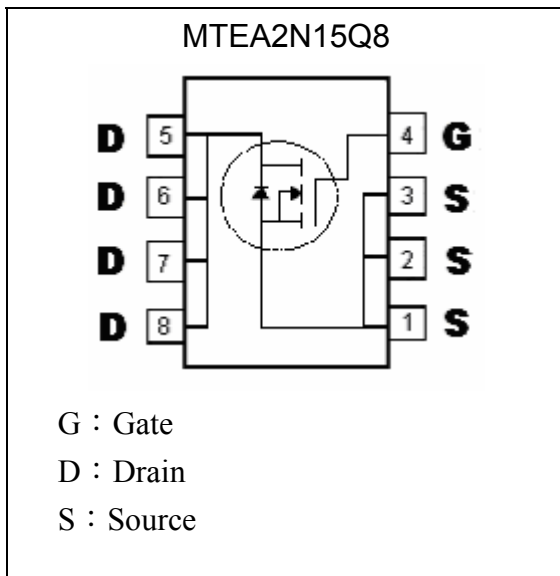 MTEA2N15Q8
D 5 4 G
D 6 3 S
D 7 2 S
D 8 1 S
G：Gate
D：Drain
S：Source